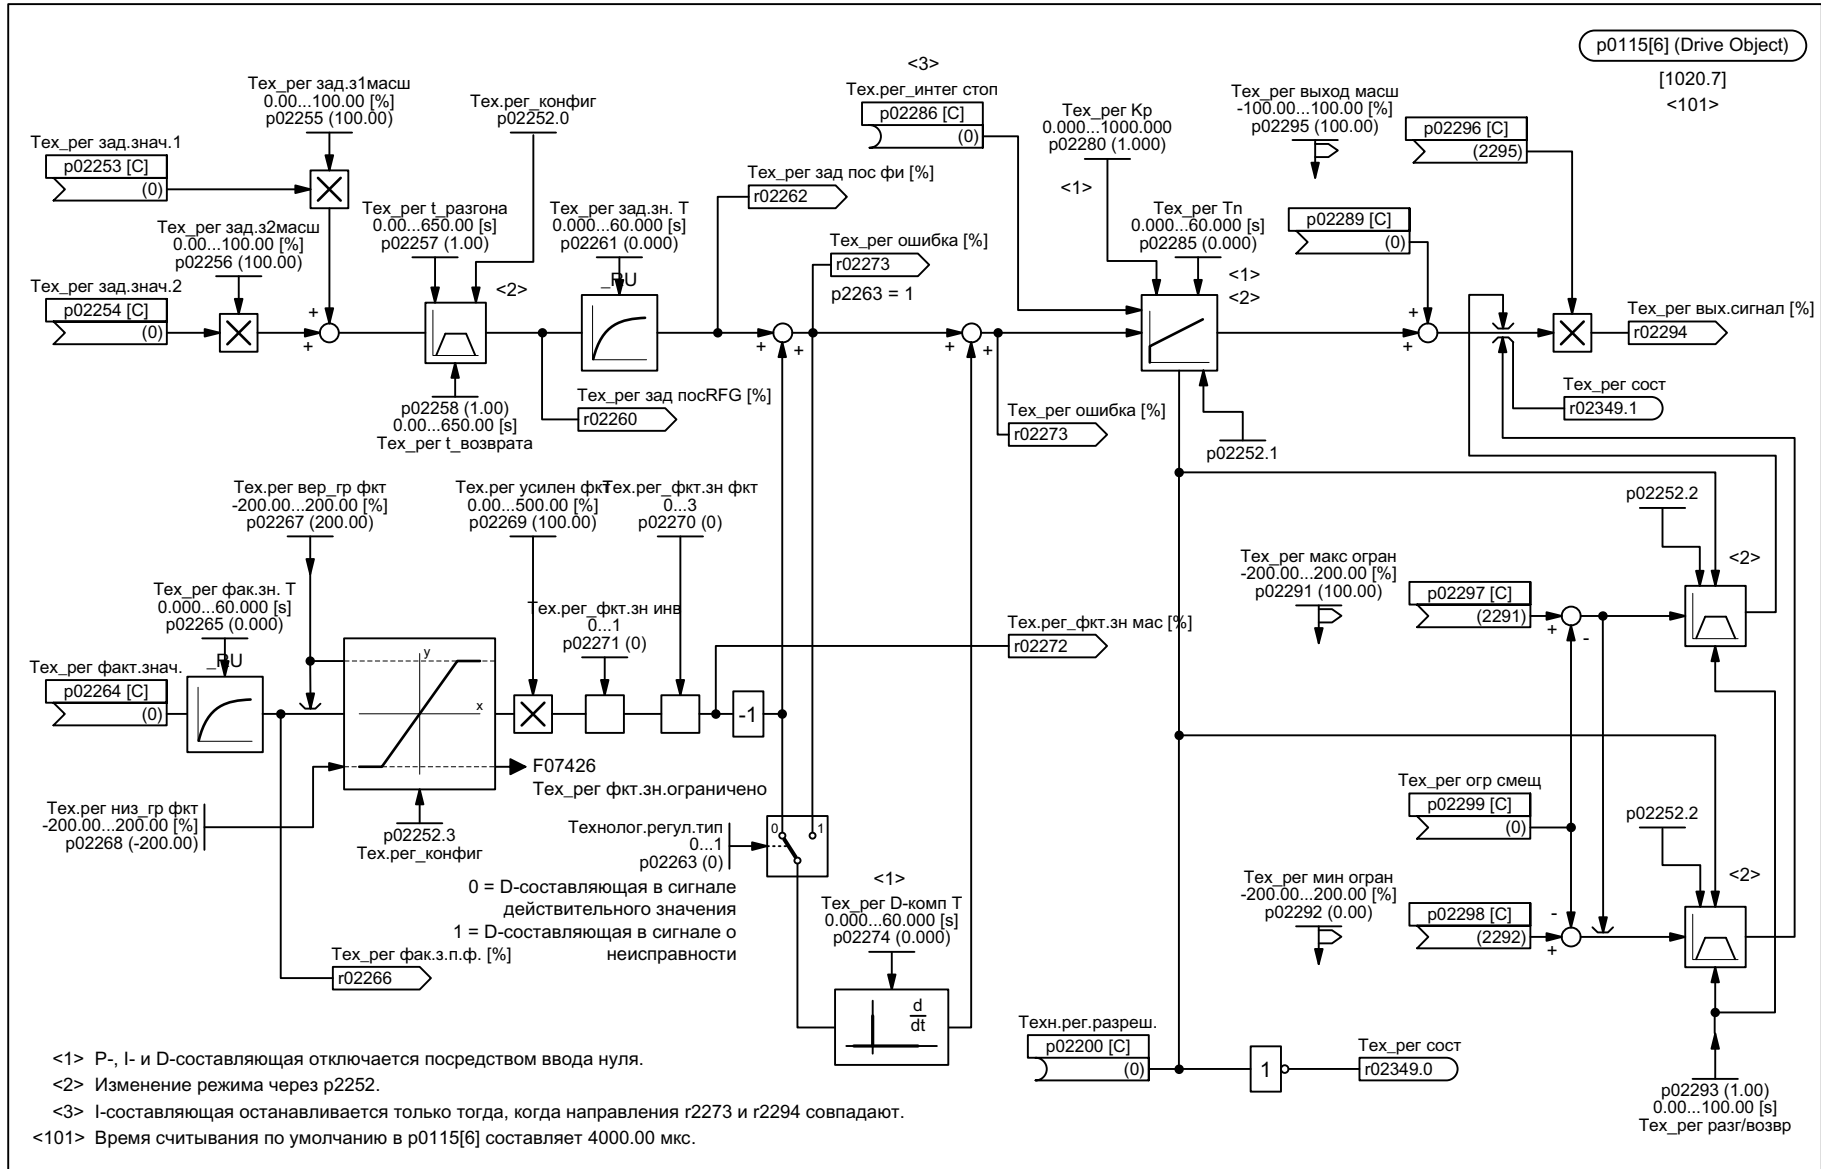 p0115[6] (Drive Object)
[1020.7]
<101>
Тех_рег зад.з1масш
0.00...100.00 [%]
p02255 (100.00)
Тех.рег_конфиг
p02252.0
<3>
Тех.рег_интег стоп
p02286 [C]
(0)
Тех_рег Kp
0.000...1000.000
p02280 (1.000)
<1>
Тех_рег выход масш
-100.00...100.00 [%]
p02295 (100.00)
p02296 [C]
(2295)
Тех_рег зад.знач.1
p02253 [C]
(0)
Тех_рег зад пос фи [%]
r02262
Тех_рег t_разгона
0.00...650.00 [s]
p02257 (1.00)
Тех_рег зад.зн. T
0.000...60.000 [s]
p02261 (0.000)
_RU
Тех_рег Tn
0.000...60.000 [s]
p02285 (0.000)
<1>
<2>
p02289 [C]
(0)
Тех_рег зад.з2масш
0.00...100.00 [%]
p02256 (100.00)
<2>
Тех_рег ошибка [%]
r02273
p2263 = 1
Тех_рег зад.знач.2
p02254 [C]
(0)
+
+
+
+
+
+
+
+
Тех_рег вых.сигнал [%]
r02294
p02258 (1.00)
0.00...650.00 [s]
Тех_рег t_возврата
Тех_рег зад посRFG [%]
r02260
Тех_рег ошибка [%]
r02273
p02252.1
Тех_рег сост
r02349.1
Тех.рег вер_гр фкт
-200.00...200.00 [%]
p02267 (200.00)
Тех.рег усилен фкт
0.00...500.00 [%]
p02269 (100.00)
Тех.рег_фкт.зн фкт
0...3
p02270 (0)
p02252.2
<2>
Тех_рег фак.зн. T
0.000...60.000 [s]
p02265 (0.000)
_RU
Тех.рег_фкт.зн инв
0...1
p02271 (0)
Тех.рег_фкт.зн мас [%]
r02272
Тех_рег макс огран
-200.00...200.00 [%]
p02291 (100.00)
p02297 [C]
(2291)
+
-
Тех_рег факт.знач.
p02264 [C]
(0)
y
x
-1
F07426
Тех_рег фкт.зн.ограничено
Тех.рег низ_гр фкт
-200.00...200.00 [%]
p02268 (-200.00)
p02252.3
Тех.рег_конфиг
Технолог.регул.тип
0...1
p02263 (0)
0
1
Тех_рег огр смещ
p02299 [C]
(0)
p02252.2
<2>
0 = D-составляющая в сигнале
действительного значения
1 = D-составляющая в сигнале о
неисправности
<1>
Тех_рег D-комп T
0.000...60.000 [s]
p02274 (0.000)
Тех_рег мин огран
-200.00...200.00 [%]
p02292 (0.00)
p02298 [C]
(2292)
-
+
Тех_рег фак.з.п.ф. [%]
r02266
d
dt
Техн.рег.разреш.
p02200 [C]
(0)
1
Тех_рег сост
r02349.0
p02293 (1.00)
0.00...100.00 [s]
Тех_рег разг/возвр
<1> P-, I- и D-составляющая отключается посредством ввода нуля.
<2> Изменение режима через p2252.
<3> I-составляющая останавливается только тогда, когда направления r2273 и r2294 совпадают.
<101> Время считывания по умолчанию в p0115[6] составляет 4000.00 мкс.